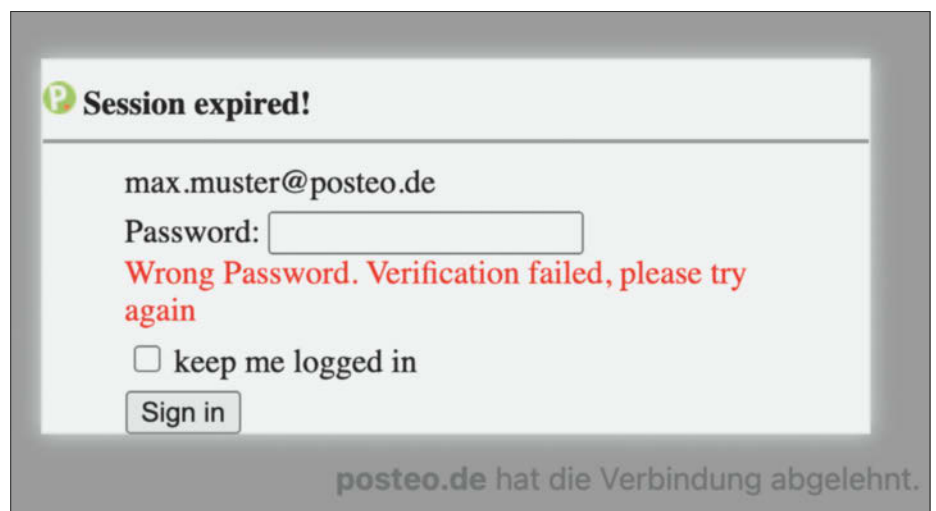 P.
Session expired!
max.muster@posteo.de
Password:
Wrong Password. Verification failed, please try
again
keep me logged in
Sign in
posteo.de hat die Verbindung abgelehnt.